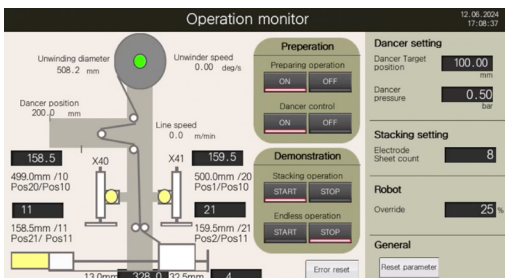 Operation monitor
12.06.2024
17:08:37
Unwinding diameter
508.2 mm
Unwinder speed
0.00 deg/s
Dancer position
200.0 mm
Line speed
0.0 m/min
158.5
X40
X41
159.5
499.0mm /10
Pos20/Pos10
500.0mm /20
Pos1/Pos10
11
21
158.5mm /11
Pos21/ Pos11
159.5mm /21
Pos2/Pos11
13.0mm
328.0
32.5mm
4
Preperation
Preparing operation
ON
OFF
Dancer control
ON
OFF
Demonstration
Stacking operation
START
STOP
Endless operation
START
STOP
Error reset
Dancer setting
Dancer Target
position
100.00
mm
Dancer
pressure
0.50
bar
Stacking setting
Electrode
Sheet count
8
Robot
Override
25 %
General
Reset parameter